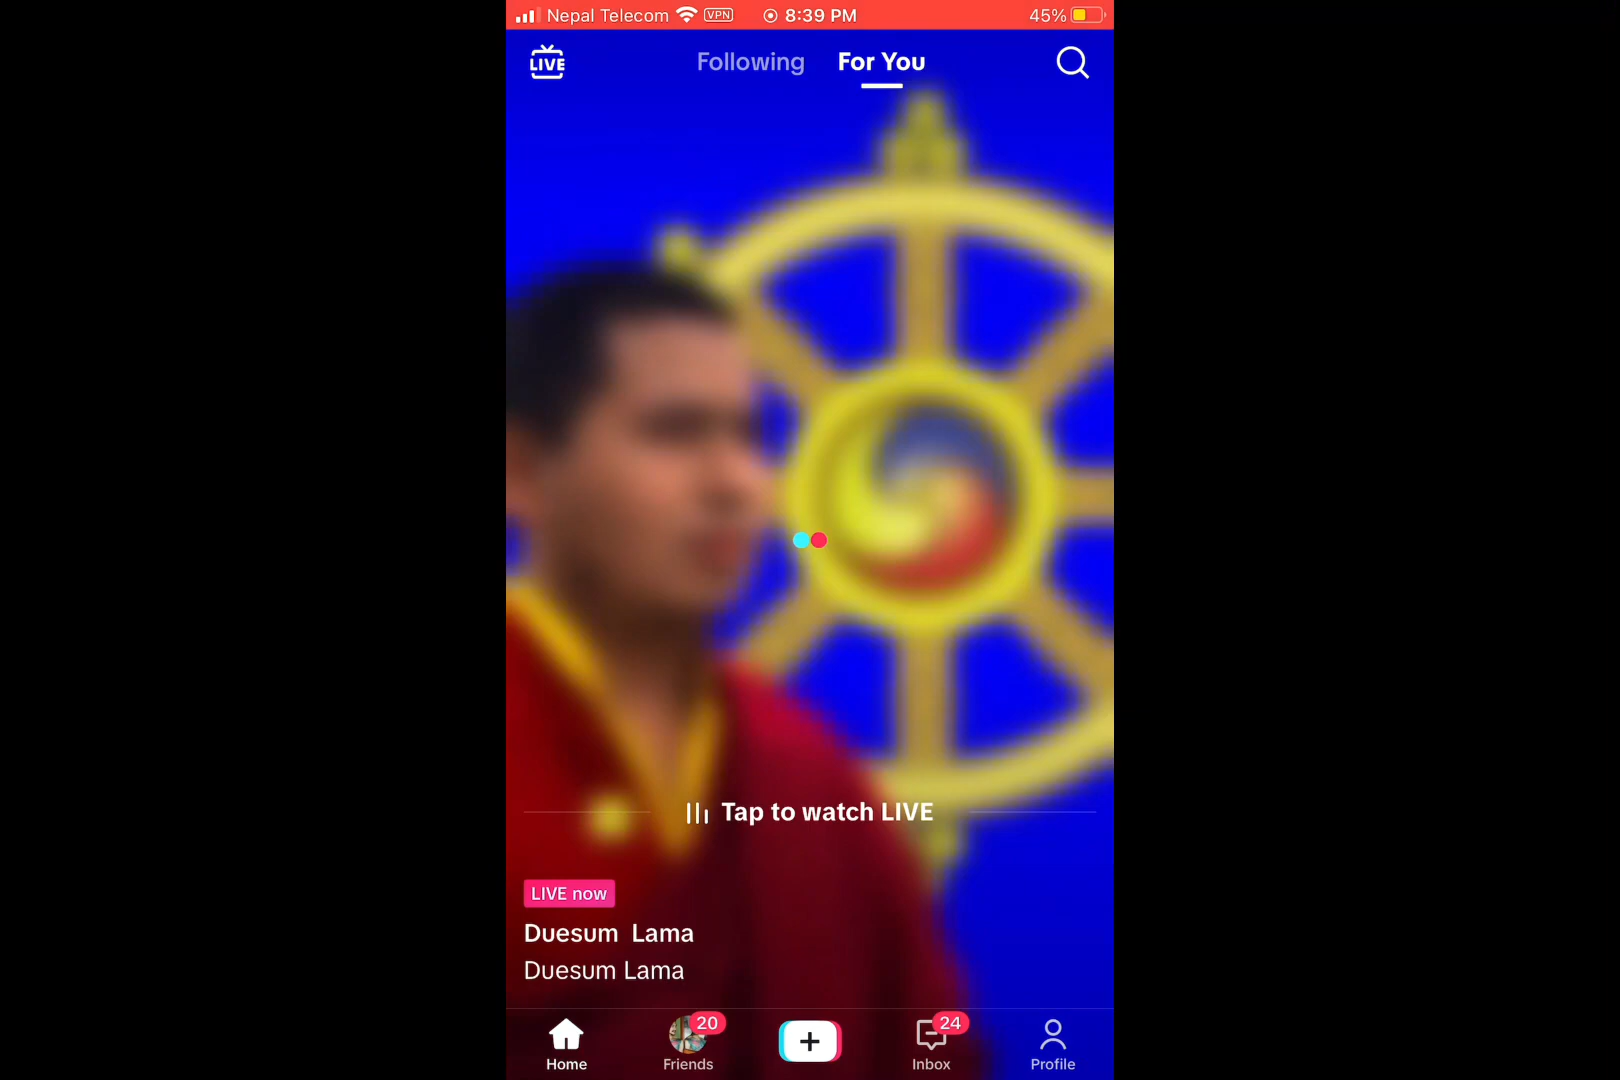 Nepal Telecom VPN 8:39 PM 45%
LIVE Following For You
Tap to watch LIVE
LIVE now
Duesum Lama
Duesum Lama
20 24
Home Friends Inbox Profile